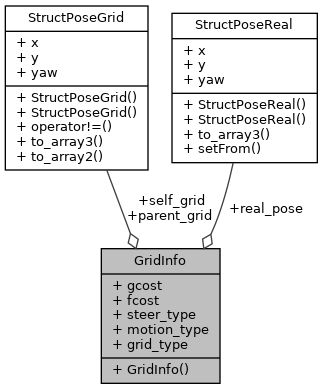 StructPoseGrid
+ x
+ y
+ yaw
+ StructPoseGrid()
+ StructPoseGrid()
+ operator!=()
+ to_array3()
+ to_array2()
StructPoseReal
+ x
+ y
+ yaw
+ StructPoseReal()
+ StructPoseReal()
+ to_array3()
+ setFrom()
+self_grid
+parent_grid
+real_pose
GridInfo
+ gcost
+ fcost
+ steer_type
+ motion_type
+ grid_type
+ GridInfo()